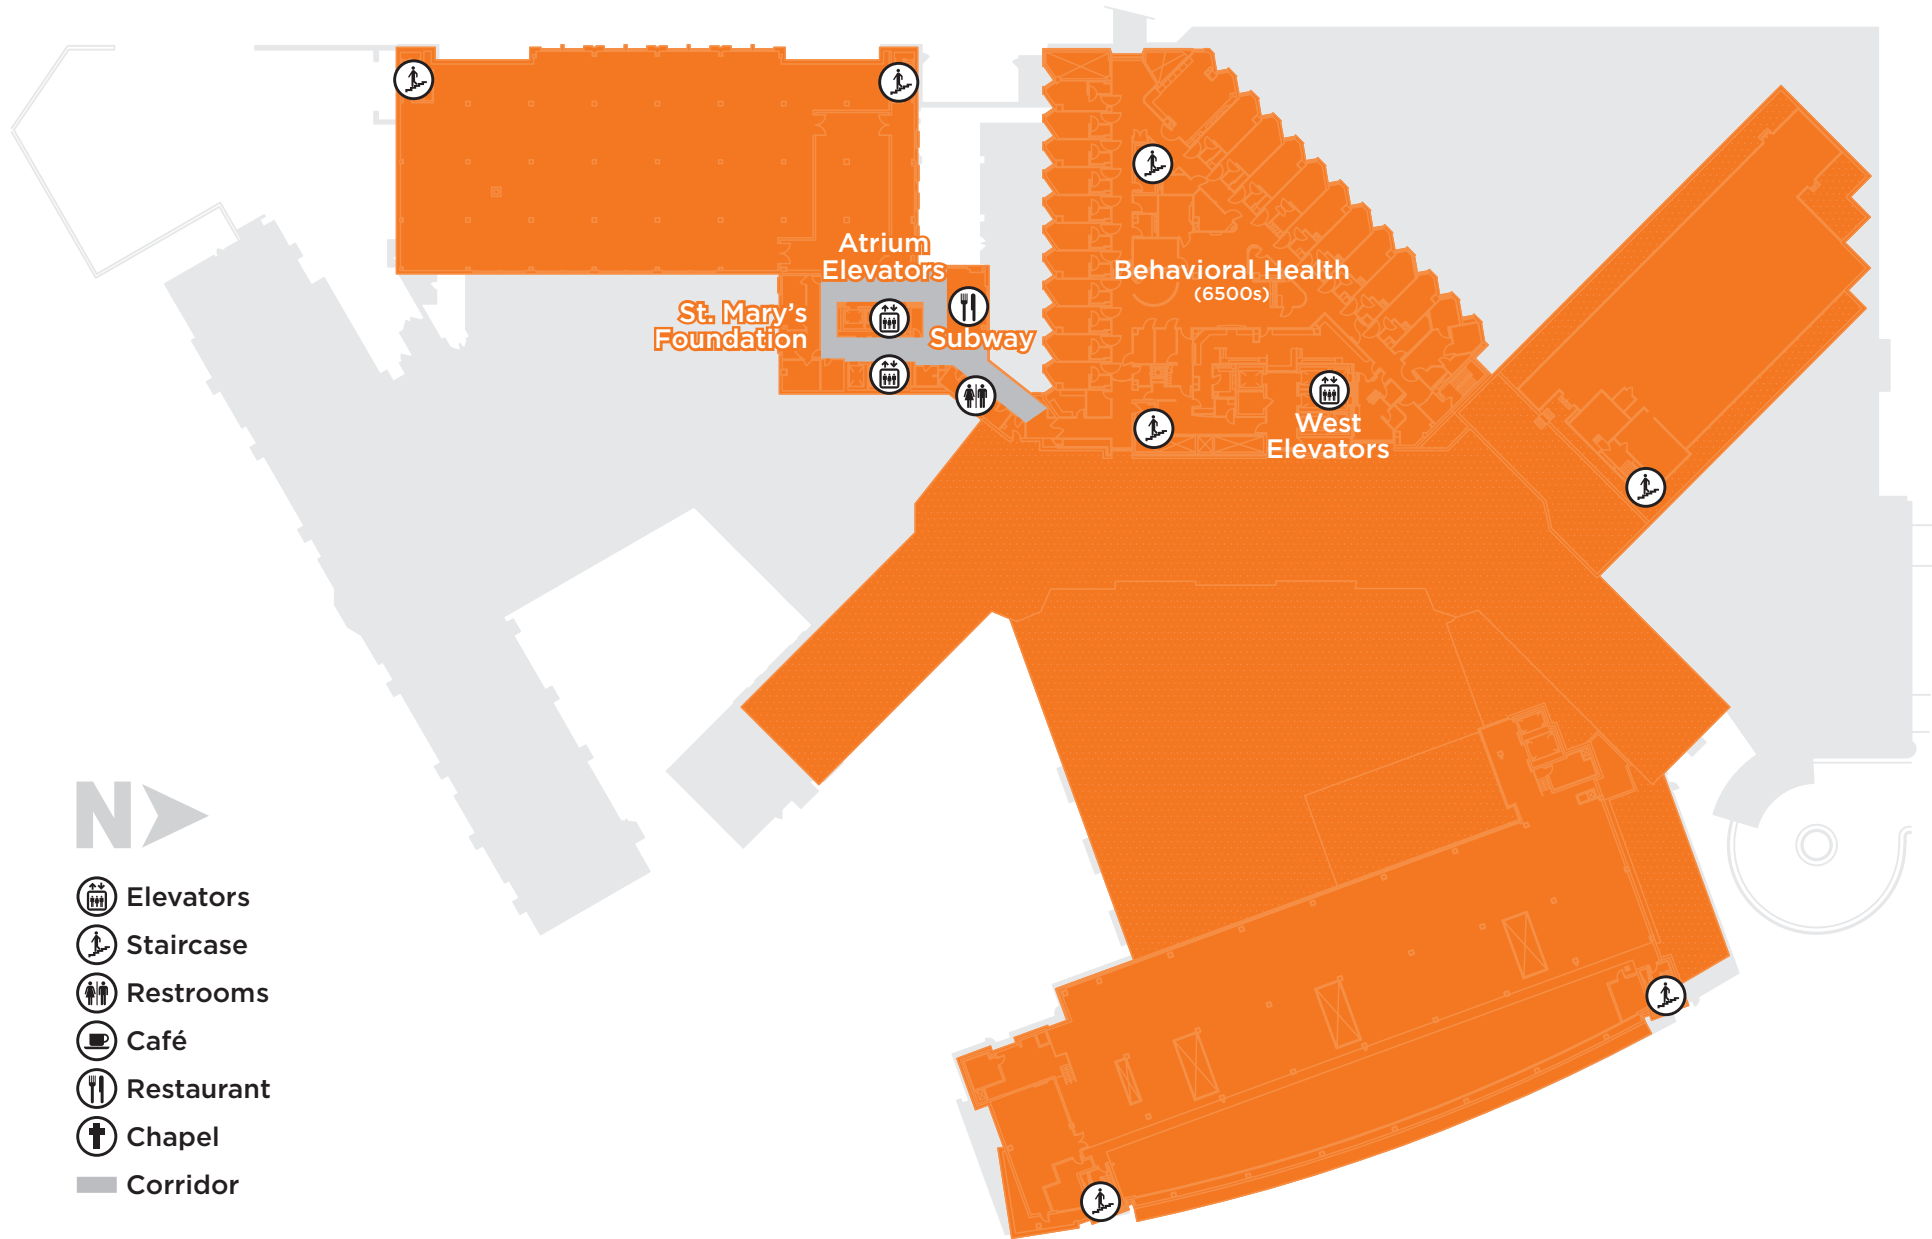 Atrium
Elevators
St. Mary's
Foundation
Subway
Behavioral Health
(6500s)
West
Elevators
N
Elevators
Staircase
Restrooms
Café
Restaurant
Chapel
Corridor